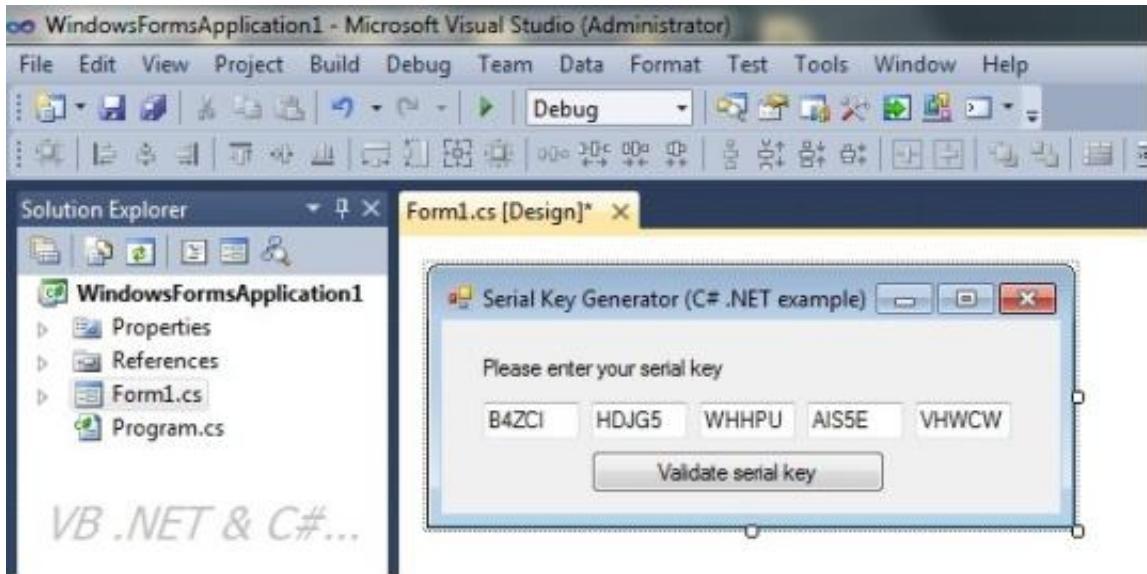 WindowsFormsApplication1 - Microsoft Visual Studio (Administrator)
File Edit View Project Build Debug Team Data Format Test Tools Window Help
Debug
Solution Explorer
Form1.cs [Design]*
WindowsFormsApplication1
Properties
References
Form1.cs
Program.cs
VB .NET & C#...
Serial Key Generator (C# .NET example)
Please enter your serial key
B4ZCI HDJG5 WHHPU AIS5E VHWCW
Validate serial key